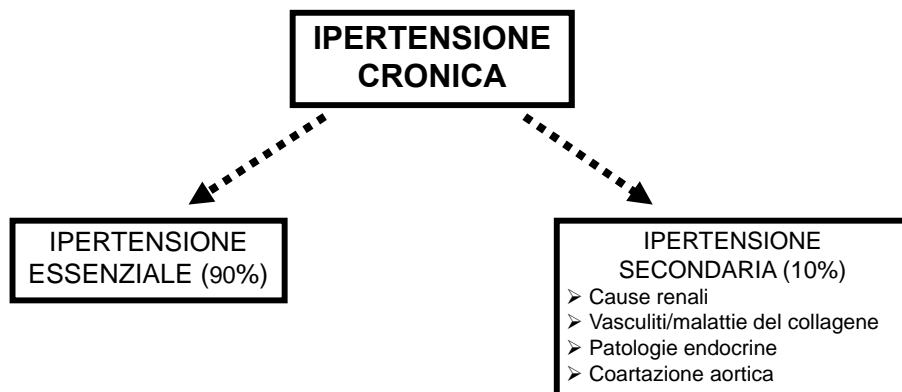 IPERTENSIONE
CRONICA
IPERTENSIONE
ESSENZIALE (90%)
IPERTENSIONE
SECONDARIA (10%)
➢ Cause renali
➢ Vasculiti/malattie del collagene
➢ Patologie endocrine
➢ Coartazione aortica